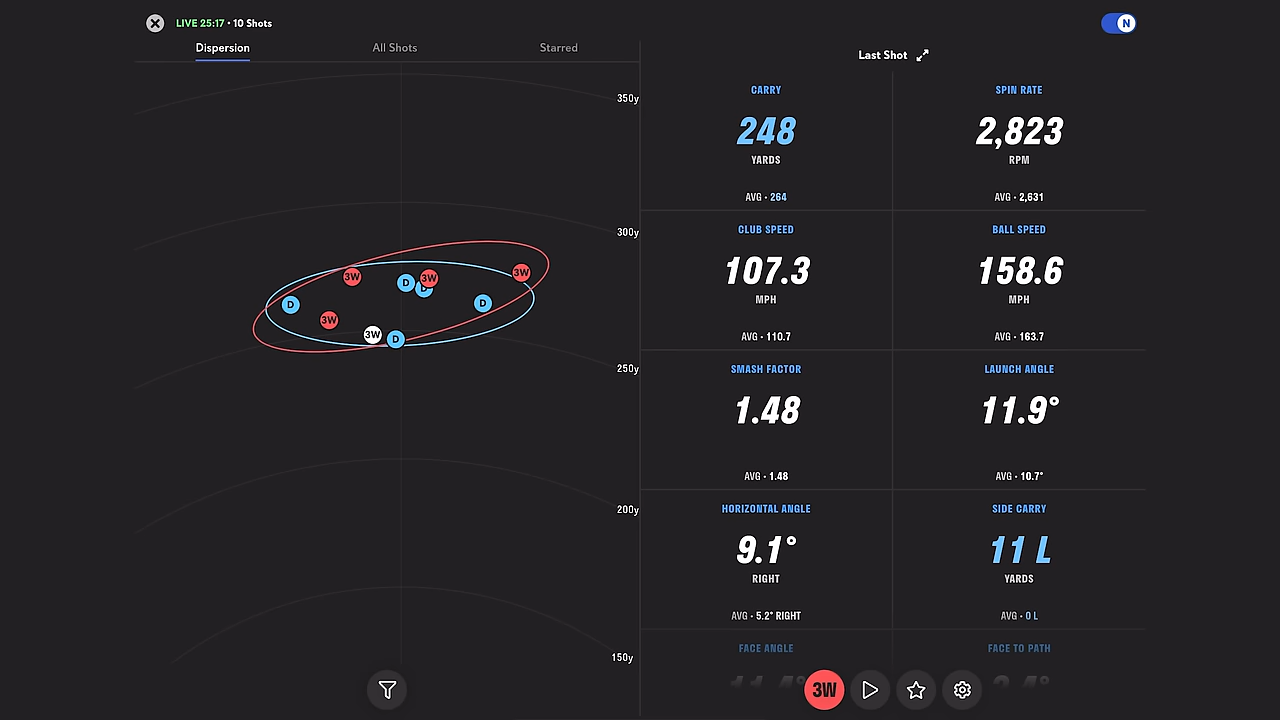 LIVE 25:17 • 10 Shots
N
Dispersion
All Shots
Starred
350y
300y
250y
200y
150y
3W
3W
3W
D
D
D
D
3W
3W
D
Last Shot
CARRY
248
YARDS
AVG • 264
SPIN RATE
2,823
RPM
AVG • 2,631
CLUB SPEED
107.3
MPH
AVG • 110.7
BALL SPEED
158.6
MPH
AVG • 163.7
SMASH FACTOR
1.48
AVG • 1.48
LAUNCH ANGLE
11.9°
AVG • 10.7°
HORIZONTAL ANGLE
9.1°
RIGHT
AVG • 5.2° RIGHT
SIDE CARRY
11 L
YARDS
AVG • 0 L
FACE ANGLE
FACE TO PATH
3W